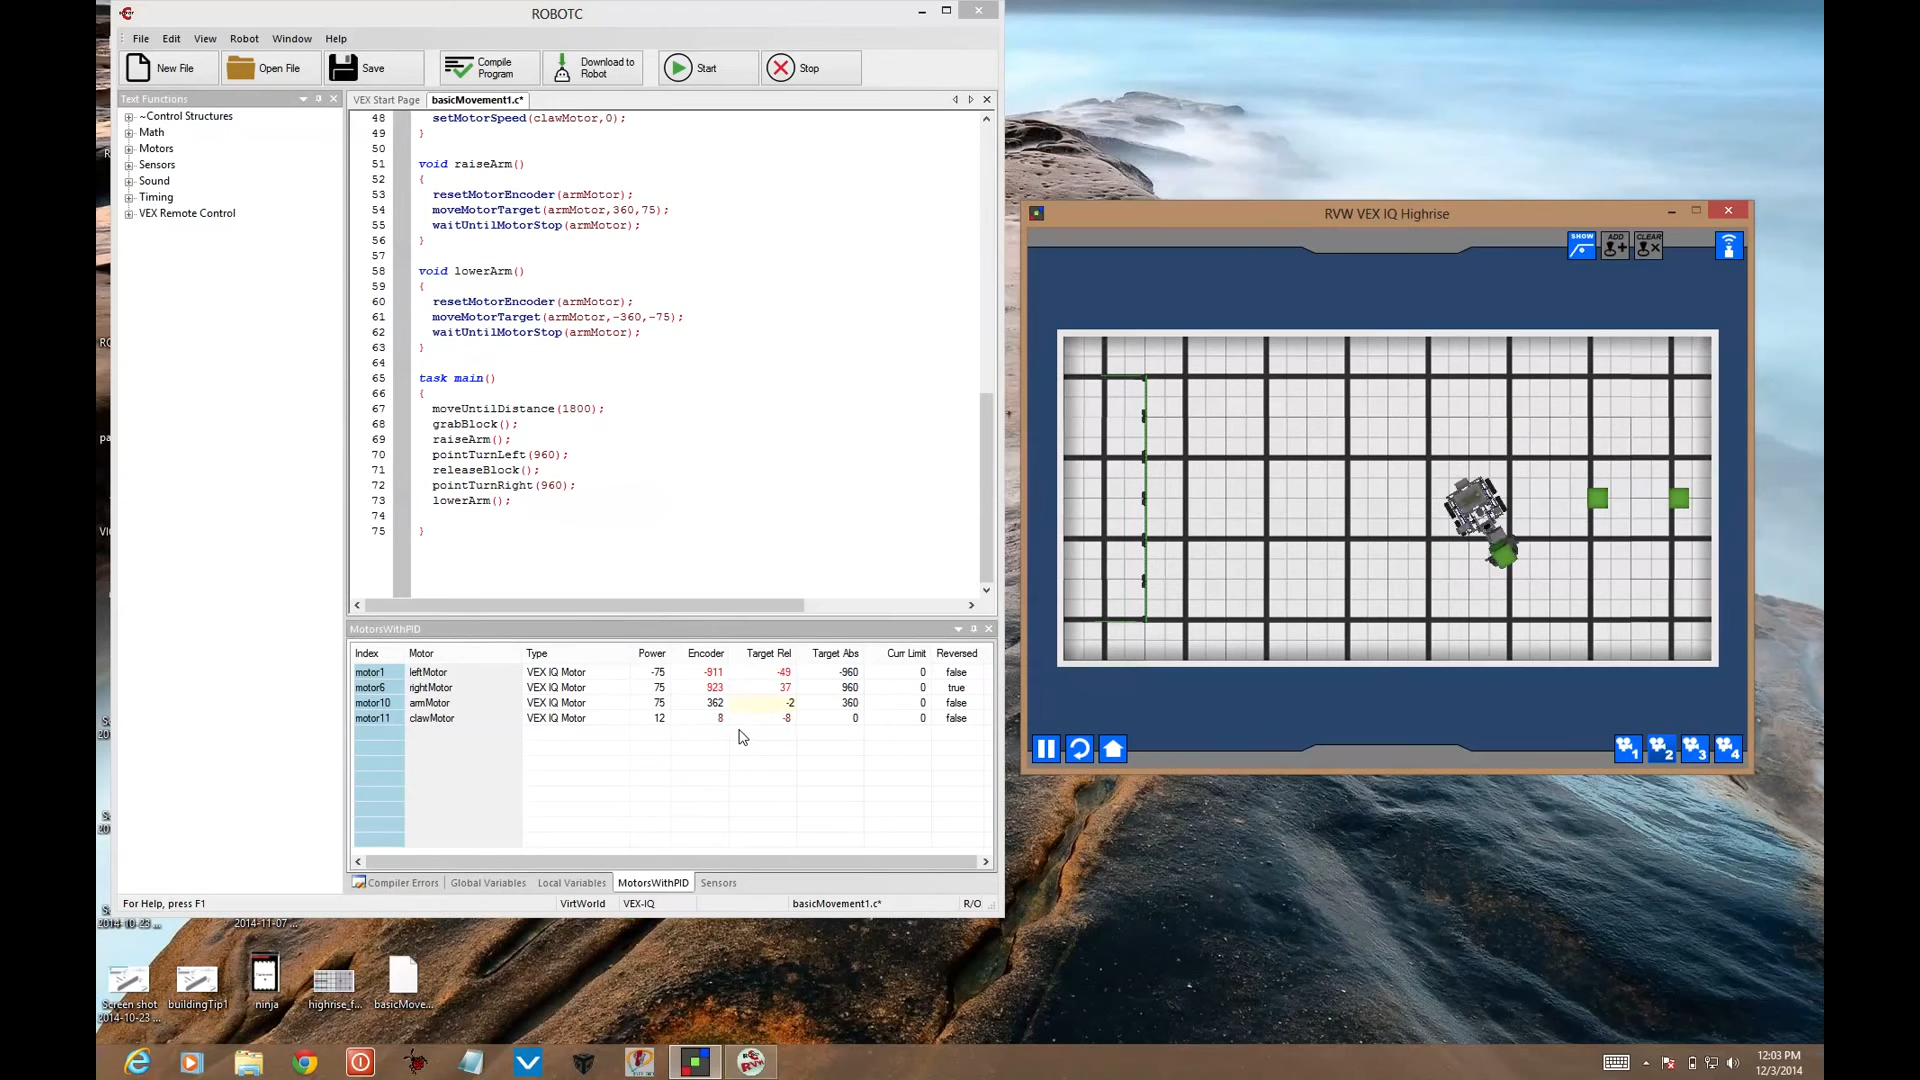 ROBOTC
File Edit View Robot Window Help
New File Open File Save Compile Program Download to Robot Start Stop
Text Functions
~Control Structures
Math
Motors
Sensors
Sound
Timing
VEX Remote Control
VEX Start Page basicMovement1.c*
48 setMotorSpeed(clawMotor,0);
49 }
50
51 void raiseArm()
52 {
53 resetMotorEncoder(armMotor);
54 moveMotorTarget(armMotor,360,75);
55 waitUntilMotorStop(armMotor);
56 }
57
58 void lowerArm()
59 {
60 resetMotorEncoder(armMotor);
61 moveMotorTarget(armMotor,-360,-75);
62 waitUntilMotorStop(armMotor);
63 }
64
65 task main()
66 {
67 moveUntilDistance(1800);
68 grabBlock();
69 raiseArm();
70 pointTurnLeft(960);
71 releaseBlock();
72 pointTurnRight(960);
73 lowerArm();
74
75 }
MotorsWithPID
Index Motor Type Power Encoder Target Rel Target Abs Curr Limit Reversed
motor1 leftMotor VEX IQ Motor -75 -911 -49 -960 0 false
motor6 rightMotor VEX IQ Motor 75 923 37 960 0 true
motor10 armMotor VEX IQ Motor 75 362 -2 360 0 false
motor11 clawMotor VEX IQ Motor 12 8 -8 0 0 false
Compiler Errors Global Variables Local Variables MotorsWithPID Sensors
For Help, press F1 VirtWorld VEX-IQ basicMovement1.c* R/O
RVW VEX IQ Highrise
SHOW ADD CLEAR
1 2 3 4
2014-10-23 ... 2014-11-07 ...
Screen shot 2014-10-23 ...
buildingTip1
ninja
highrise_f...
basicMove...
12:03 PM
12/3/2014